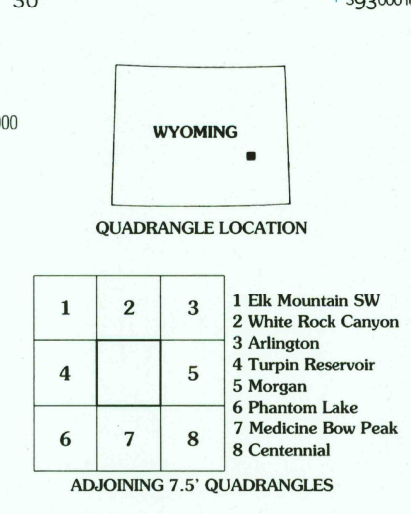 WYOMING
QUADRANGLE LOCATION
1 2 3
4 5
6 7 8
1 Elk Mountain SW
2 White Rock Canyon
3 Arlington
4 Turpin Reservoir
5 Morgan
6 Phantom Lake
7 Medicine Bow Peak
8 Centennial
ADJOINING 7.5' QUADRANGLES